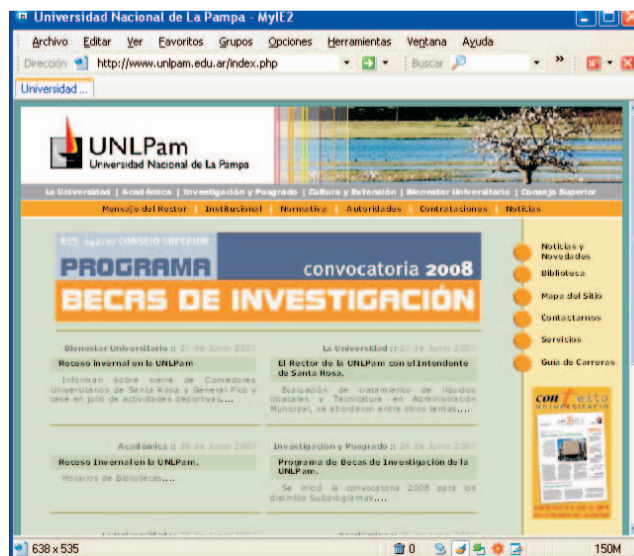 Universidad Nacional de La Pampa - MyIE2
Archivo Editar Ver Favoritos Grupos Opciones Herramientas Ventana Ayuda
Dirección http://www.unlpam.edu.ar/index.php Buscar »
Universidad ...
UNLPam
Universidad Nacional de La Pampa
La Universidad | Académica | Investigación y Posgrado | Cultura y Extensión | Bienestar Universitario | Consejo Superior
Mensaje del Rector | Institucional | Normativa | Autoridades | Contrataciones | Noticias
CONSEJO SUPERIOR
PROGRAMA
convocatoria 2008
BECAS DE INVESTIGACIÓN
Bienestar Universitario :: 27 de Junio 2007
Receso invernal en la UNLPam
Informan sobre cierre de Comedores
Universitarios de Santa Rosa y General Pico y
cese en julio de actividades deportivas....
La Universidad :: 27 de Junio 2007
El Rector de la UNLPam con el Intendente
de Santa Rosa.
Evaluación de tratamiento de líquidos
cloacales y Tecnicatura en Administración
Municipal, se abordaron entre otros temas....
Académica :: 26 de Junio 2007
Receso Invernal en la UNLPam.
Horarios de Bibliotecas....
Investigación y Posgrado :: 26 de Junio 2007
Programa de Becas de Investigación de la
UNLPam.
Se inició la convocatoria 2008 para los
distintos Subprogramas....
Noticias y
Novedades
Biblioteca
Mapa del Sitio
Contactarnos
Servicios
Guía de Carreras
con texto
universitario
638 x 535 0 150M